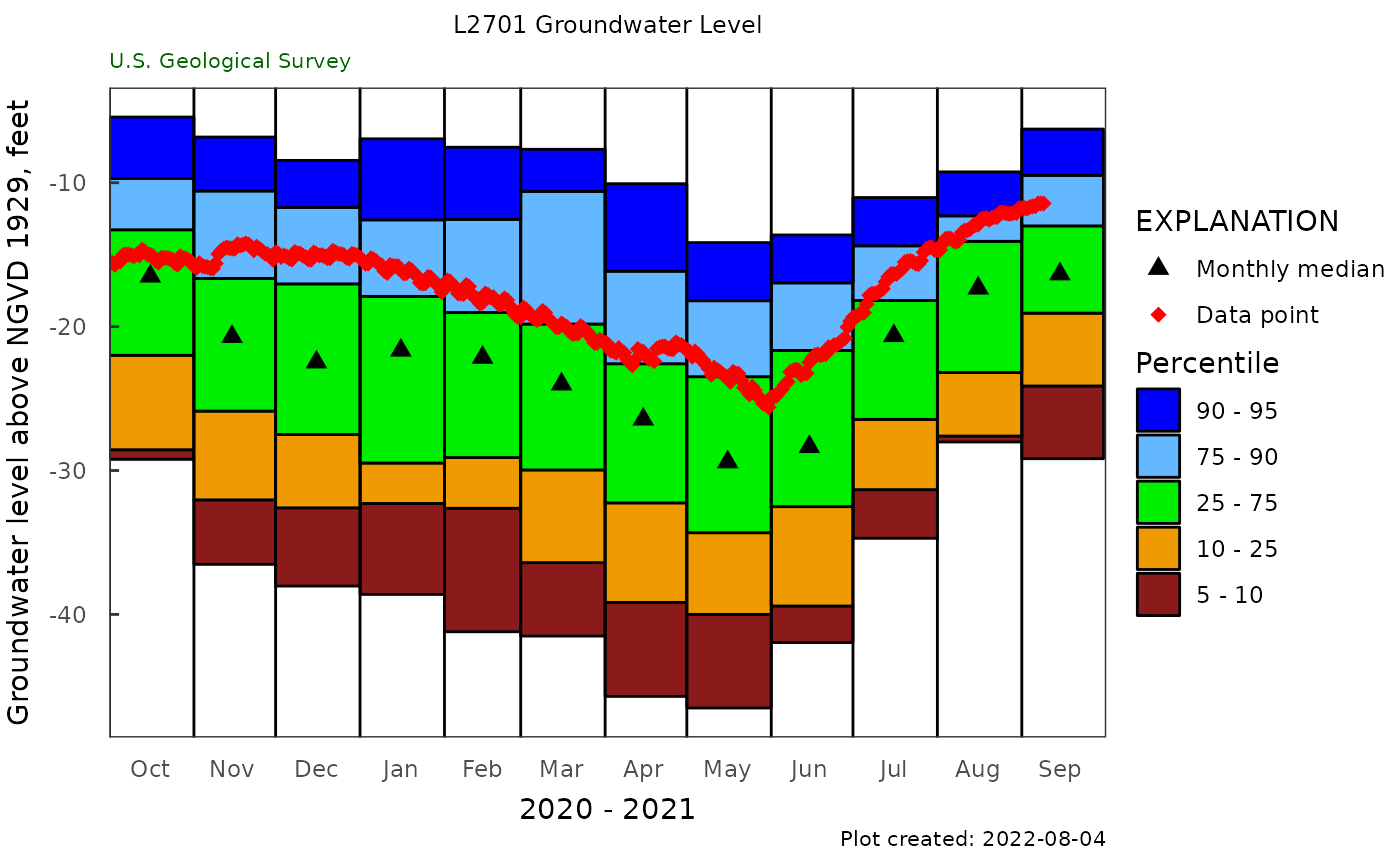 L2701 Groundwater Level
U.S. Geological Survey
Groundwater level above NGVD 1929, feet
-10
-20
-30
-40
Oct Nov Dec Jan Feb Mar Apr May Jun Jul Aug Sep
2020 - 2021
EXPLANATION
Monthly median
Data point
Percentile
90 - 95
75 - 90
25 - 75
10 - 25
5 - 10
Plot created: 2022-08-04